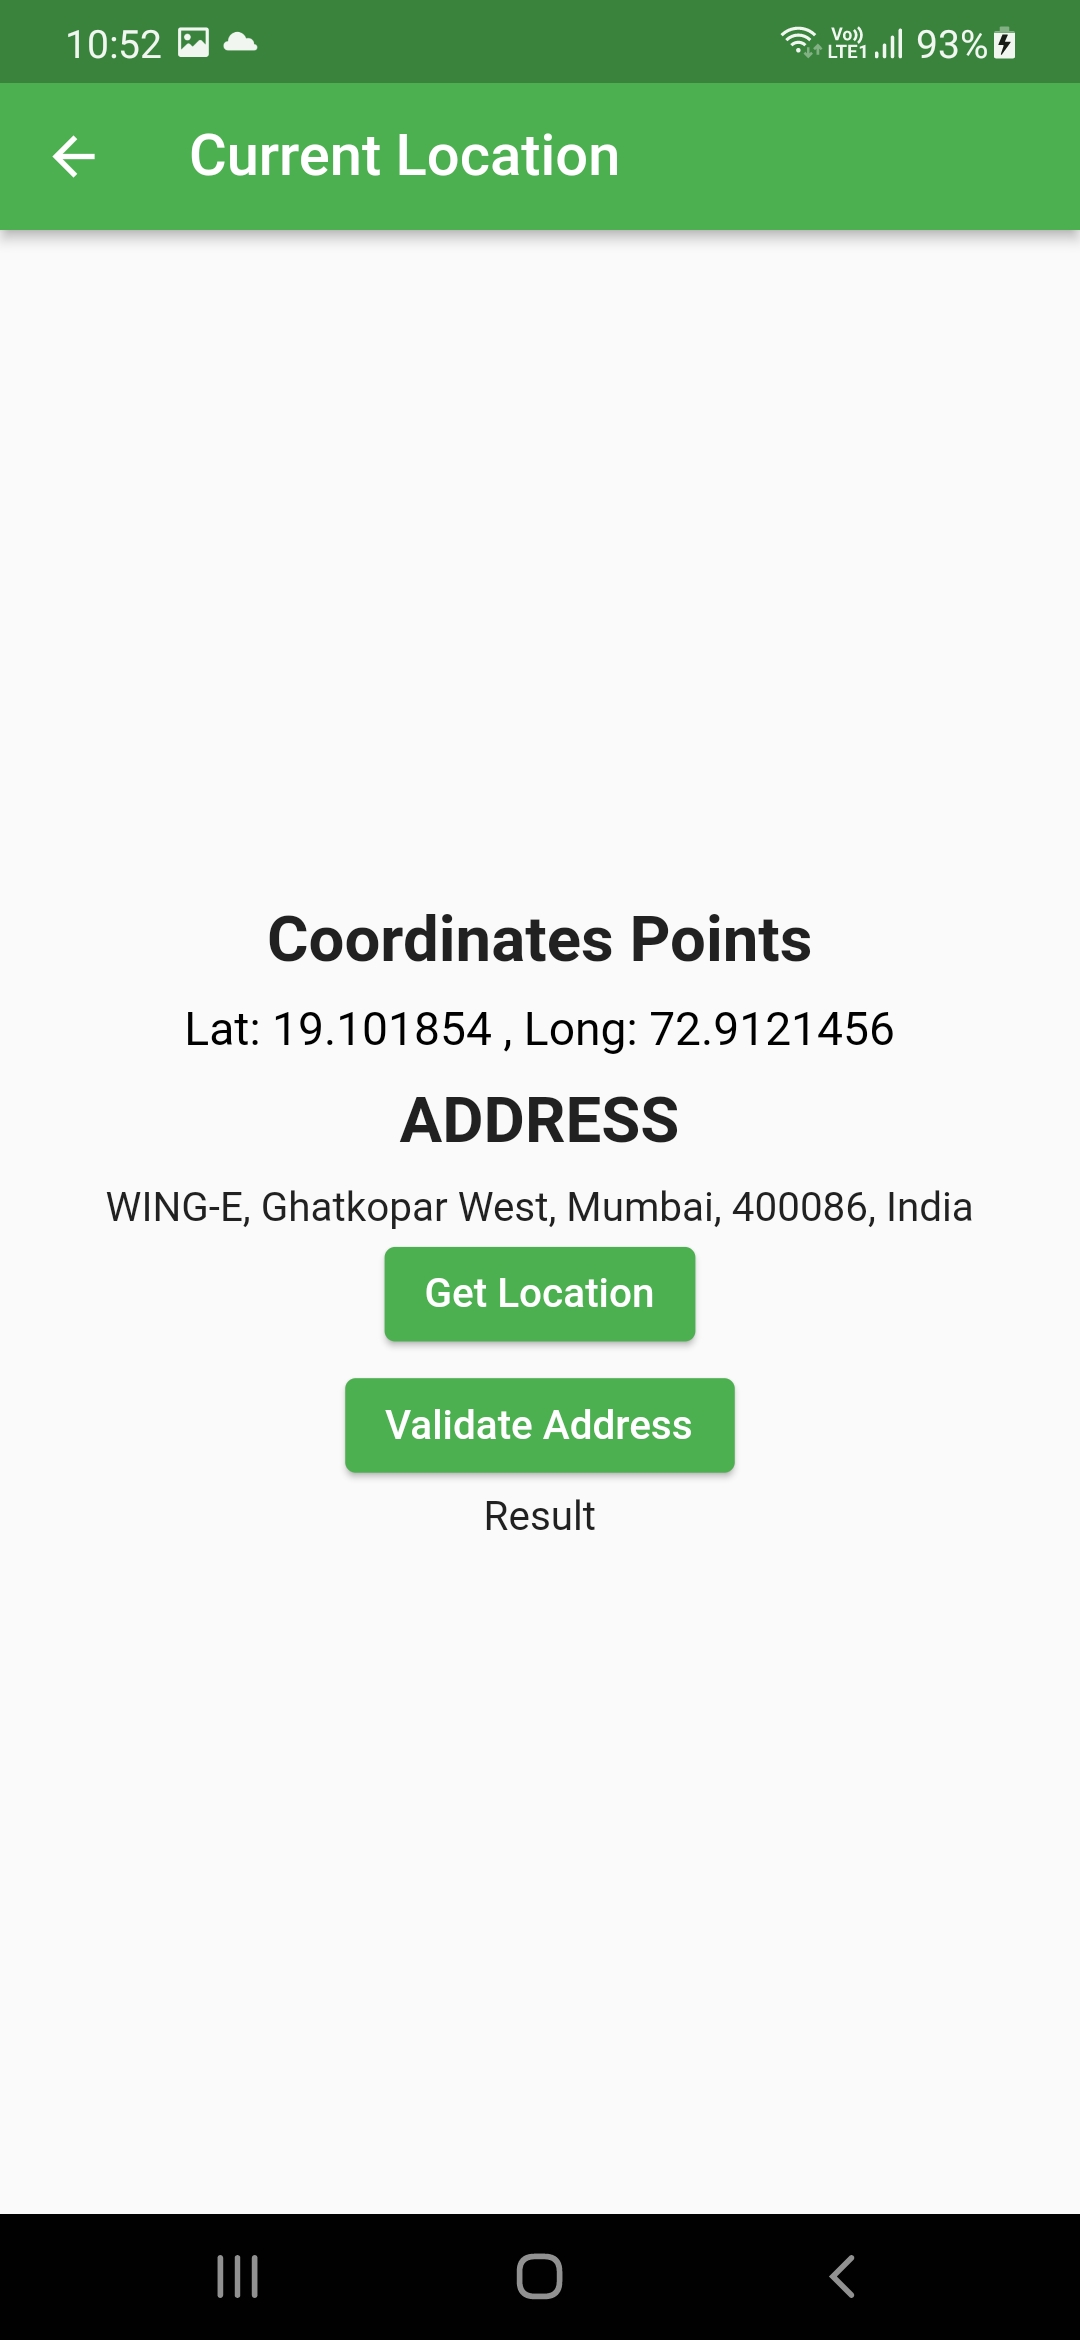 10:52
Vo)) LTE1 93%
Current Location
Coordinates Points
Lat: 19.101854 , Long: 72.9121456
ADDRESS
WING-E, Ghatkopar West, Mumbai, 400086, India
Get Location
Validate Address
Result